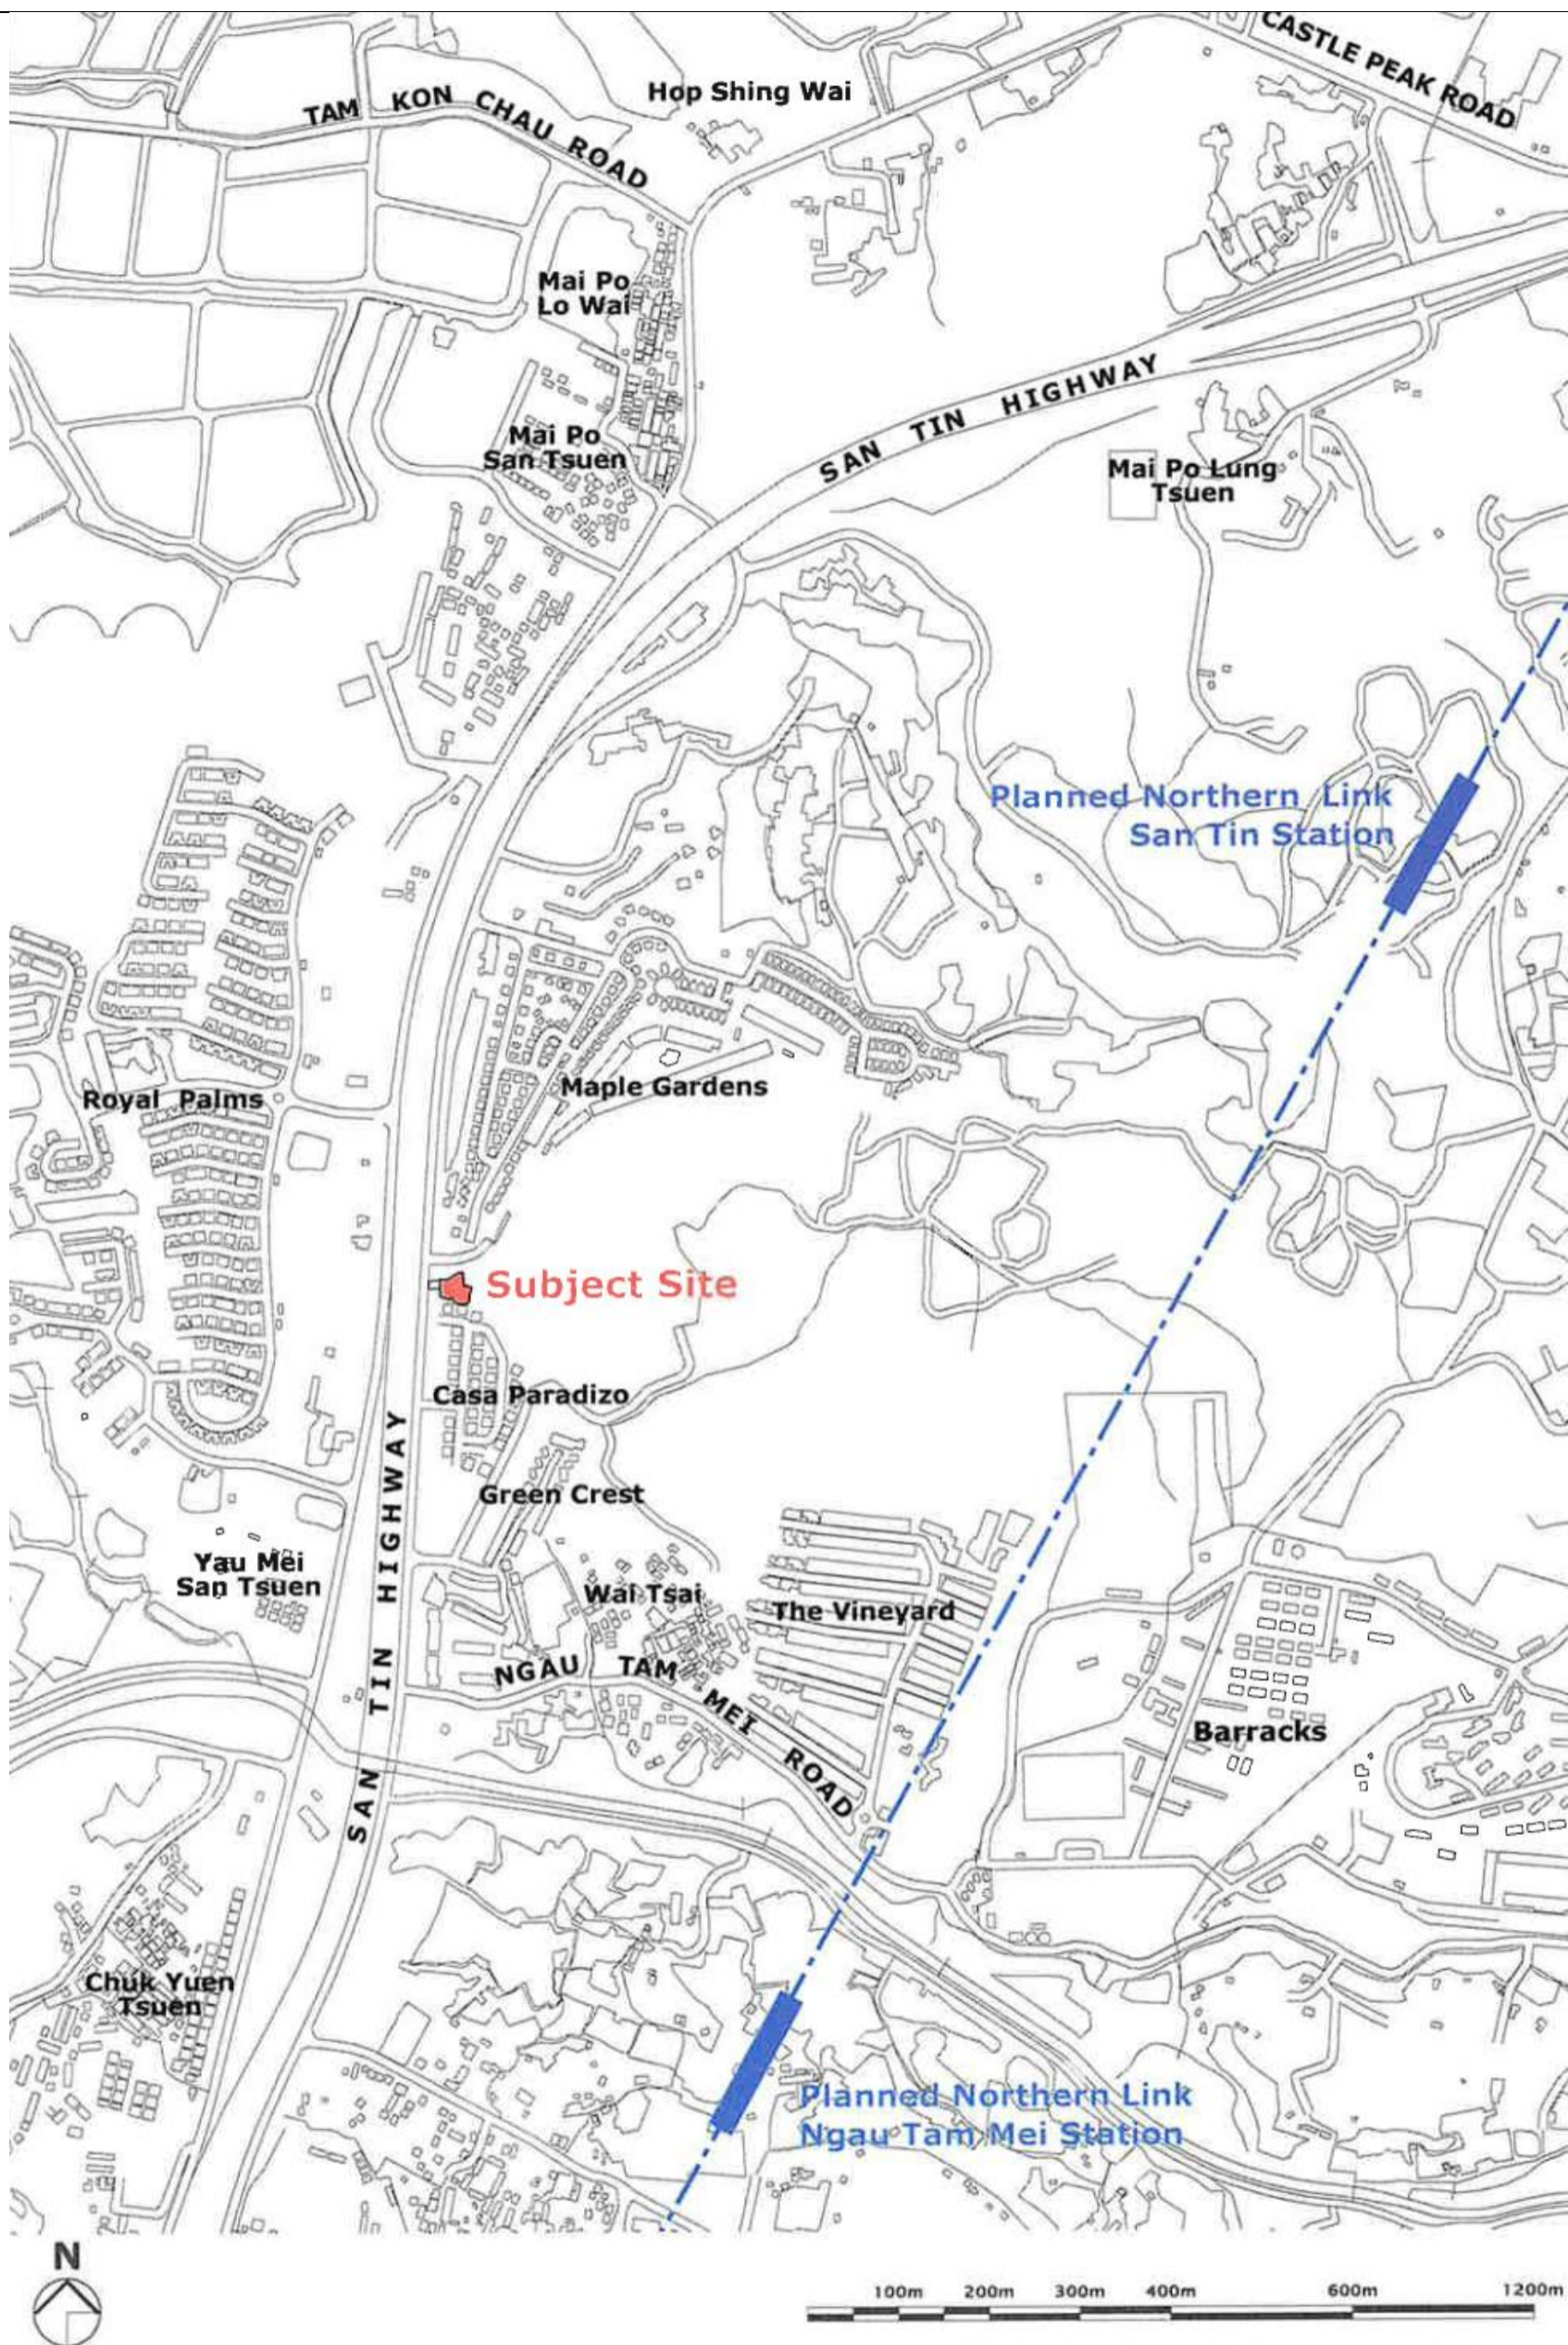 CASTLE PEAK ROAD
Hop Shing Wai
TAM KON CHAU ROAD
Mai Po
Lo Wai
SAN TIN HIGHWAY
Mai Po
San Tsuen
Mai Po Lung
Tsuen
Planned Northern Link
San Tin Station
Maple Gardens
Royal Palms
Subject Site
Casa Paradizo
SAN TIN HIGHWAY
Green Crest
Yau Mei
San Tsuen
Wai Tsai
The Vineyard
NGAU TAM MEI ROAD
Barracks
Chuk Yuen
Tsuen
Planned Northern Link
Ngau Tam Mei Station
N
100m 200m 300m 400m 600m 1200m